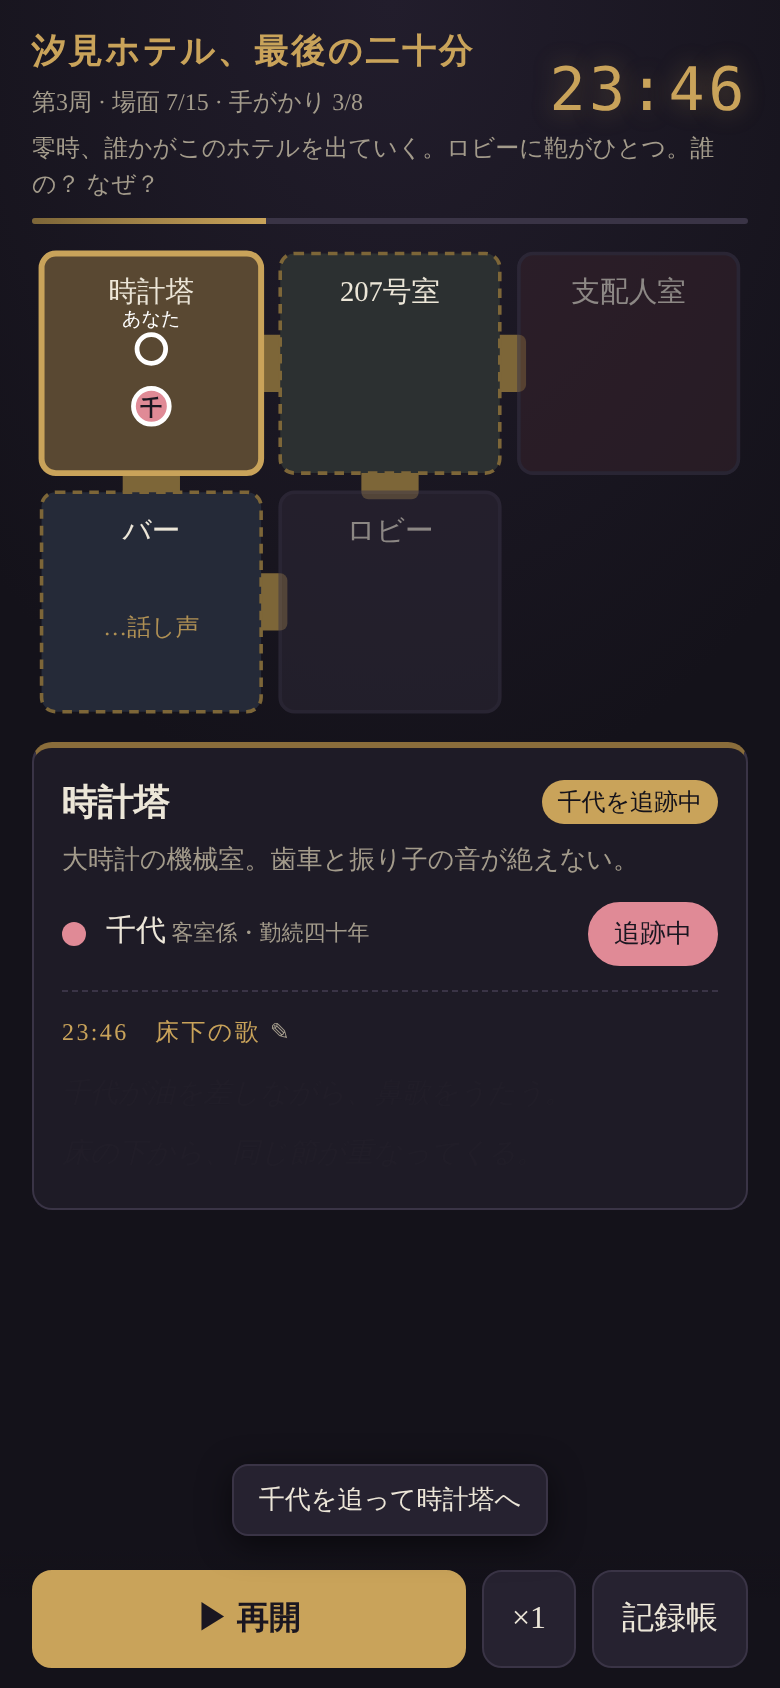 汐見ホテル、最後の二十分
23:46
第3周 · 場面 7/15 · 手がかり 3/8
零時、誰かがこのホテルを出ていく。ロビーに鞄がひとつ。誰
の？ なぜ？
時計塔
あなた
千
207号室
支配人室
バー
…話し声
ロビー
時計塔
千代を追跡中
大時計の機械室。歯車と振り子の音が絶えない。
千代 客室係・勤続四十年
追跡中
23:46 床下の歌 ✎
千代を追って時計塔へ
▶ 再開
×1
記録帳